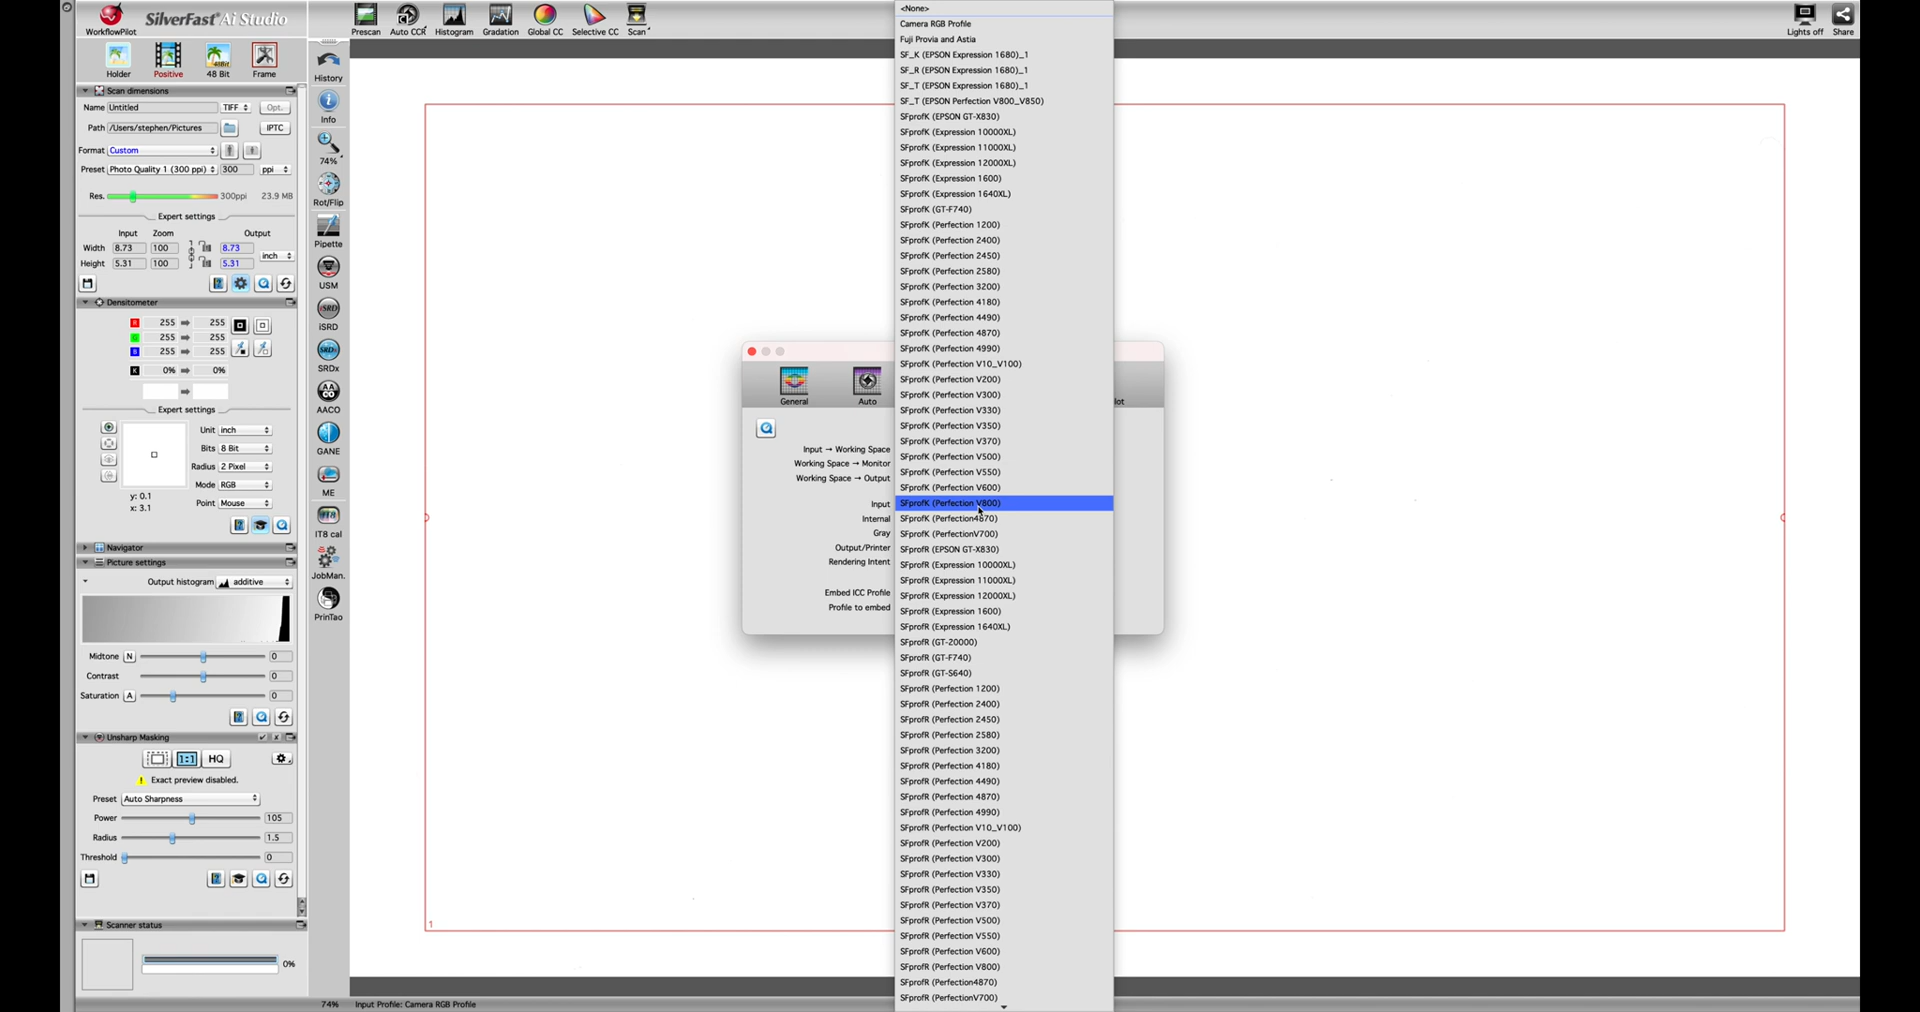 SilverFast Ai Studio
WorkflowPilot
Prescan
Auto CCR
Histogram
Gradation
Global CC
Selective CC
Scan
Lights off
Share
Holder
Positive
48 Bit
Frame
Scan dimensions
Name Untitled TIFF Opt.
Path /Users/stephen/Pictures IPTC
Format Custom
Preset Photo Quality 1 (300 ppi) 300 ppi
Res. 300ppi 23.9 MB
Expert settings
Input Zoom Output
Width 8.73 100 8.73
Height 5.31 100 5.31
inch
Densitometer
R 255 255
G 255 255
B 255 255
K 0% 0%
Expert settings
Unit inch
Bits 8 Bit
Radius 2 Pixel
Mode RGB
Point Mouse
y: 0.1
x: 3.1
Navigator
Picture settings
Output histogram additive
Midtone N 0
Contrast 0
Saturation A 0
Unsharp Masking
1:1 HQ
Exact preview disabled.
Preset Auto Sharpness
Power 105
Radius 1.5
Threshold 0
Scanner status
0%
History
Info
74%
Rot/Flip
Pipette
USM
iSRD
iSRD
SRDx
SRDx
AACO
AACO
GANE
ME
IT8
IT8 cal
JobMan.
PrinTao
1
74% Input Profile: Camera RGB Profile
General
Auto
lot
Input → Working Space
Working Space → Monitor
Working Space → Output
Input
Internal
Gray
Output/Printer
Rendering Intent
Embed ICC Profile
Profile to embed
<None>
Camera RGB Profile
Fuji Provia and Astia
SF_K (EPSON Expression 1680)_1
SF_R (EPSON Expression 1680)_1
SF_T (EPSON Expression 1680)_1
SF_T (EPSON Perfection V800_V850)
SFprofK (EPSON GT-X830)
SFprofK (Expression 10000XL)
SFprofK (Expression 11000XL)
SFprofK (Expression 12000XL)
SFprofK (Expression 1600)
SFprofK (Expression 1640XL)
SFprofK (GT-F740)
SFprofK (Perfection 1200)
SFprofK (Perfection 2400)
SFprofK (Perfection 2450)
SFprofK (Perfection 2580)
SFprofK (Perfection 3200)
SFprofK (Perfection 4180)
SFprofK (Perfection 4490)
SFprofK (Perfection 4870)
SFprofK (Perfection 4990)
SFprofK (Perfection V10_V100)
SFprofK (Perfection V200)
SFprofK (Perfection V300)
SFprofK (Perfection V330)
SFprofK (Perfection V350)
SFprofK (Perfection V370)
SFprofK (Perfection V500)
SFprofK (Perfection V550)
SFprofK (Perfection V600)
SFprofK (Perfection V800)
SFprofK (Perfection4870)
SFprofK (PerfectionV700)
SFprofR (EPSON GT-X830)
SFprofR (Expression 10000XL)
SFprofR (Expression 11000XL)
SFprofR (Expression 12000XL)
SFprofR (Expression 1600)
SFprofR (Expression 1640XL)
SFprofR (GT-20000)
SFprofR (GT-F740)
SFprofR (GT-S640)
SFprofR (Perfection 1200)
SFprofR (Perfection 2400)
SFprofR (Perfection 2450)
SFprofR (Perfection 2580)
SFprofR (Perfection 3200)
SFprofR (Perfection 4180)
SFprofR (Perfection 4490)
SFprofR (Perfection 4870)
SFprofR (Perfection 4990)
SFprofR (Perfection V10_V100)
SFprofR (Perfection V200)
SFprofR (Perfection V300)
SFprofR (Perfection V330)
SFprofR (Perfection V350)
SFprofR (Perfection V370)
SFprofR (Perfection V500)
SFprofR (Perfection V550)
SFprofR (Perfection V600)
SFprofR (Perfection V800)
SFprofR (Perfection4870)
SFprofR (PerfectionV700)